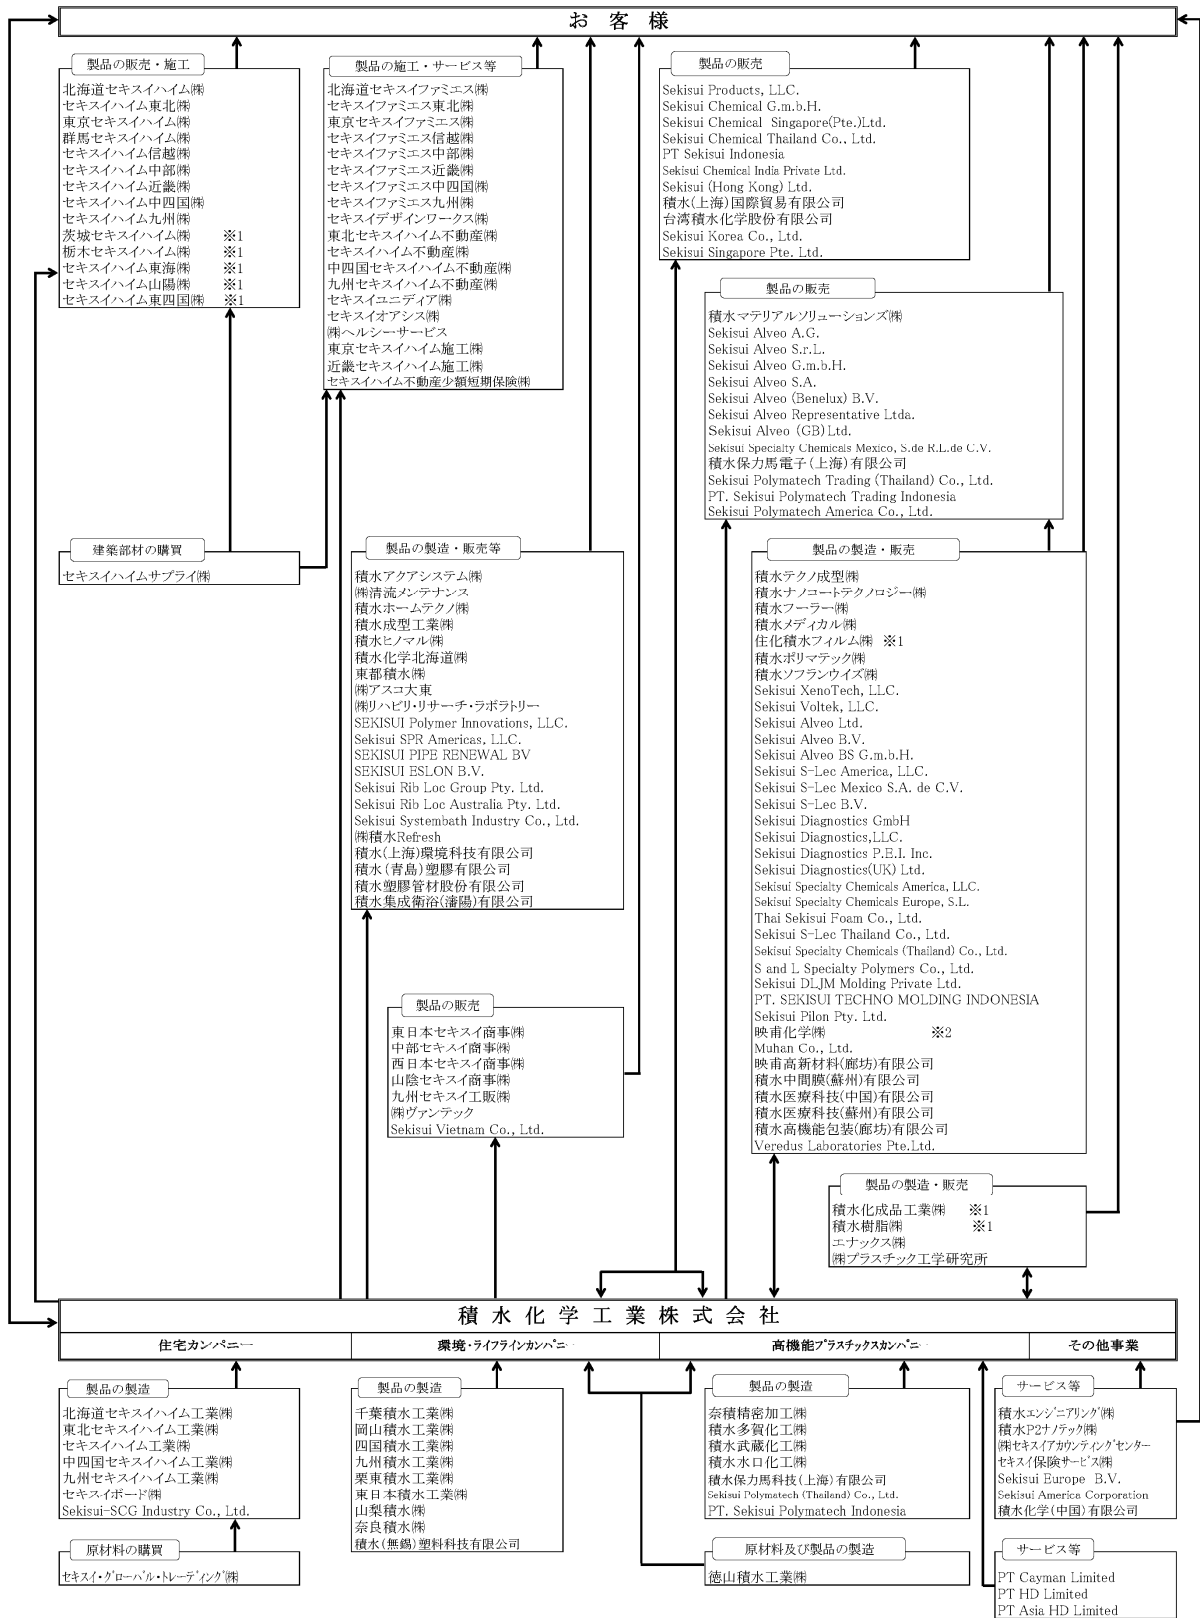 お客様
製品の販売・施工
北海道セキスイハイム㈱
セキスイハイム東北㈱
東京セキスイハイム㈱
群馬セキスイハイム㈱
セキスイハイム信越㈱
セキスイハイム中部㈱
セキスイハイム近畿㈱
セキスイハイム中四国㈱
セキスイハイム九州㈱
茨城セキスイハイム㈱ ※1
栃木セキスイハイム㈱ ※1
セキスイハイム東海㈱ ※1
セキスイハイム山陽㈱ ※1
セキスイハイム東四国㈱ ※1
製品の施工・サービス等
北海道セキスイファミエス㈱
セキスイファミエス東北㈱
東京セキスイファミエス㈱
セキスイファミエス信越㈱
セキスイファミエス中部㈱
セキスイファミエス近畿㈱
セキスイファミエス中四国㈱
セキスイファミエス九州㈱
セキスイデザインワークス㈱
東北セキスイハイム不動産㈱
セキスイハイム不動産㈱
中四国セキスイハイム不動産㈱
九州セキスイハイム不動産㈱
セキスイユニディア㈱
セキスイオアシス㈱
㈱ヘルシーサービス
東京セキスイハイム施工㈱
近畿セキスイハイム施工㈱
セキスイハイム不動産少額短期保険㈱
製品の販売
Sekisui Products, LLC.
Sekisui Chemical G.m.b.H.
Sekisui Chemical Singapore(Pte.)Ltd.
Sekisui Chemical Thailand Co., Ltd.
PT Sekisui Indonesia
Sekisui Chemical India Private Ltd.
Sekisui (Hong Kong) Ltd.
積水(上海)国際貿易有限公司
台湾積水化学股份有限公司
Sekisui Korea Co., Ltd.
Sekisui Singapore Pte. Ltd.
製品の販売
積水マテリアルソリューションズ㈱
Sekisui Alveo A.G.
Sekisui Alveo S.r.L.
Sekisui Alveo G.m.b.H.
Sekisui Alveo S.A.
Sekisui Alveo (Benelux) B.V.
Sekisui Alveo Representative Ltda.
Sekisui Alveo (GB)Ltd.
Sekisui Specialty Chemicals Mexico, S.de R.L.de C.V.
積水保力馬電子(上海)有限公司
Sekisui Polymatech Trading (Thailand) Co., Ltd.
PT. Sekisui Polymatech Trading Indonesia
Sekisui Polymatech America Co., Ltd.
建築部材の購買
セキスイハイムサプライ㈱
製品の製造・販売等
積水アクアシステム㈱
㈱清流メンテナンス
積水ホームテクノ㈱
積水成型工業㈱
積水ヒノマル㈱
積水化学北海道㈱
東都積水㈱
㈱アスコ大東
㈱リハビリ・リサーチ・ラボラトリー
SEKISUI Polymer Innovations, LLC.
Sekisui SPR Americas, LLC.
SEKISUI PIPE RENEWAL BV
SEKISUI ESLON B.V.
Sekisui Rib Loc Group Pty. Ltd.
Sekisui Rib Loc Australia Pty. Ltd.
Sekisui Systembath Industry Co., Ltd.
㈱積水Refresh
積水(上海)環境科技有限公司
積水(青島)塑膠有限公司
積水塑膠管材股份有限公司
積水集成衛浴(瀋陽)有限公司
製品の製造・販売
積水テクノ成型㈱
積水ナノコートテクノロジー㈱
積水フーラー㈱
積水メディカル㈱
住化積水フィルム㈱ ※1
積水ポリマテック㈱
積水ソフランウイズ㈱
Sekisui XenoTech, LLC.
Sekisui Voltek, LLC.
Sekisui Alveo Ltd.
Sekisui Alveo B.V.
Sekisui Alveo BS G.m.b.H.
Sekisui S-Lec America, LLC.
Sekisui S-Lec Mexico S.A. de C.V.
Sekisui S-Lec B.V.
Sekisui Diagnostics GmbH
Sekisui Diagnostics,LLC.
Sekisui Diagnostics P.E.I. Inc.
Sekisui Diagnostics(UK) Ltd.
Sekisui Specialty Chemicals America, LLC.
Sekisui Specialty Chemicals Europe, S.L.
Thai Sekisui Foam Co., Ltd.
Sekisui S-Lec Thailand Co., Ltd.
Sekisui Specialty Chemicals (Thailand) Co., Ltd.
S and L Specialty Polymers Co., Ltd.
Sekisui DLJM Molding Private Ltd.
PT. SEKISUI TECHNO MOLDING INDONESIA
Sekisui Pilon Pty. Ltd.
映甫化学㈱ ※2
Muhan Co., Ltd.
映甫高新材料(廊坊)有限公司
積水中間膜(蘇州)有限公司
積水医療科技(中国)有限公司
積水医療科技(蘇州)有限公司
積水高機能包装(廊坊)有限公司
Veredus Laboratories Pte.Ltd.
製品の販売
東日本セキスイ商事㈱
中部セキスイ商事㈱
西日本セキスイ商事㈱
山陰セキスイ商事㈱
九州セキスイ工販㈱
㈱ヴァンテック
Sekisui Vietnam Co., Ltd.
製品の製造・販売
積水化成品工業㈱ ※1
積水樹脂㈱ ※1
エナックス㈱
㈱プラスチック工学研究所
積水化学工業株式会社
住宅カンパニー
環境・ライフラインカンパニー
高機能プラスチックスカンパニー
その他事業
製品の製造
北海道セキスイハイム工業㈱
東北セキスイハイム工業㈱
セキスイハイム工業㈱
中四国セキスイハイム工業㈱
九州セキスイハイム工業㈱
セキスイボード㈱
Sekisui-SCG Industry Co., Ltd.
原材料の購買
セキスイ・グローバル・トレーディング㈱
製品の製造
千葉積水工業㈱
岡山積水工業㈱
四国積水工業㈱
九州積水工業㈱
栗東積水工業㈱
東日本積水工業㈱
山梨積水㈱
奈良積水㈱
積水(無錫)塑料科技有限公司
製品の製造
奈積精密加工㈱
積水多賀化工㈱
積水武蔵化工㈱
積水水口化工㈱
積水保力馬科技(上海)有限公司
Sekisui Polymatech (Thailand) Co., Ltd.
PT. Sekisui Polymatech Indonesia
原材料及び製品の製造
徳山積水工業㈱
サービス等
積水エンジニアリング㈱
積水P2ナノテック㈱
㈱セキスイアカウンティングセンター
セキスイ保険サービス㈱
Sekisui Europe B.V.
Sekisui America Corporation
積水化学(中国)有限公司
サービス等
PT Cayman Limited
PT HD Limited
PT Asia HD Limited